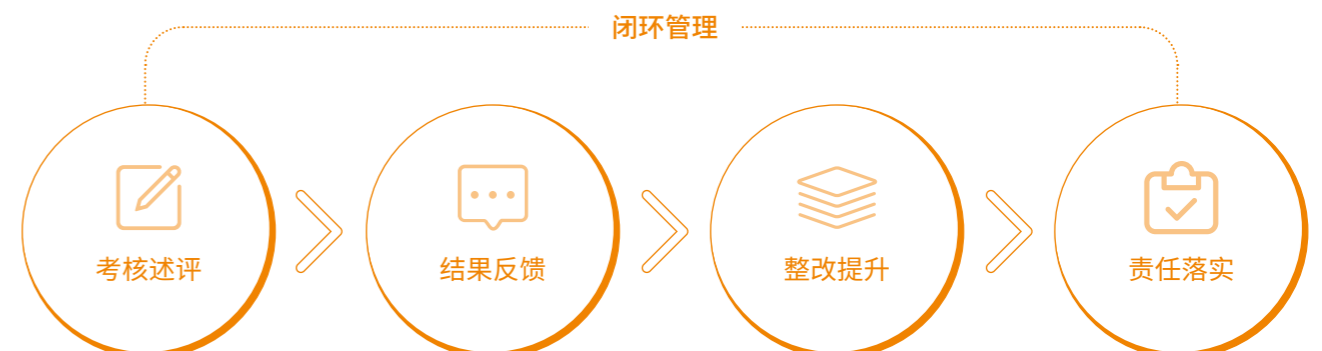 闭环管理
考核述评
结果反馈
整改提升
责任落实